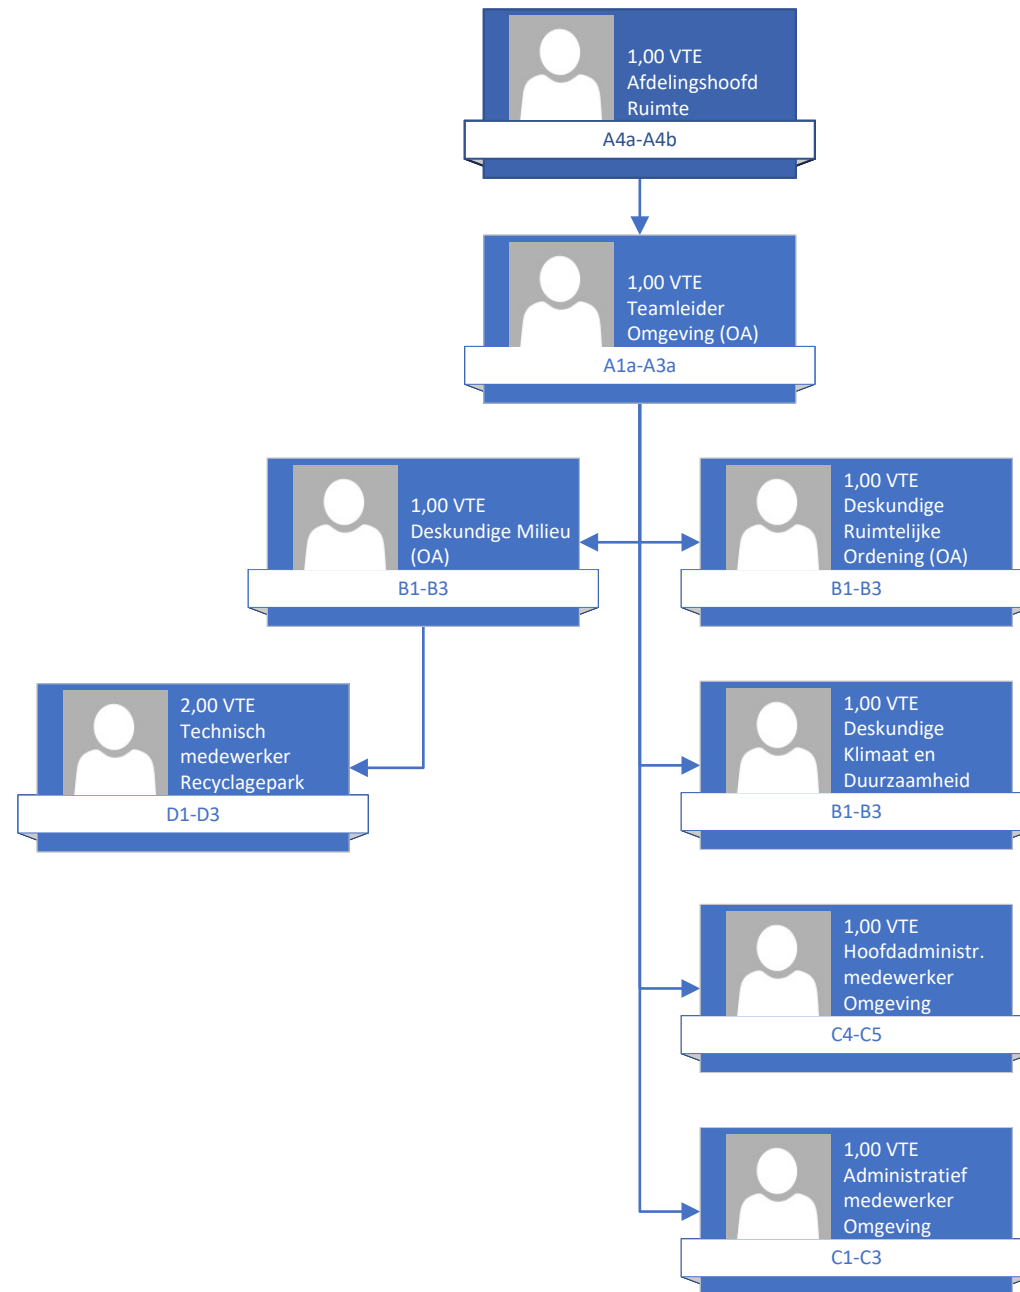 1,00 VTE
Afdelingshoofd
Ruimte
A4a-A4b
1,00 VTE
Teamleider
Omgeving (OA)
A1a-A3a
1,00 VTE
Deskundige Milieu
(OA)
B1-B3
1,00 VTE
Deskundige
Ruimtelijke
Ordening (OA)
B1-B3
2,00 VTE
Technisch
medewerker
Recyclagepark
D1-D3
1,00 VTE
Deskundige
Klimaat en
Duurzaamheid
B1-B3
1,00 VTE
Hoofdadministr.
medewerker
Omgeving
C4-C5
1,00 VTE
Administratief
medewerker
Omgeving
C1-C3